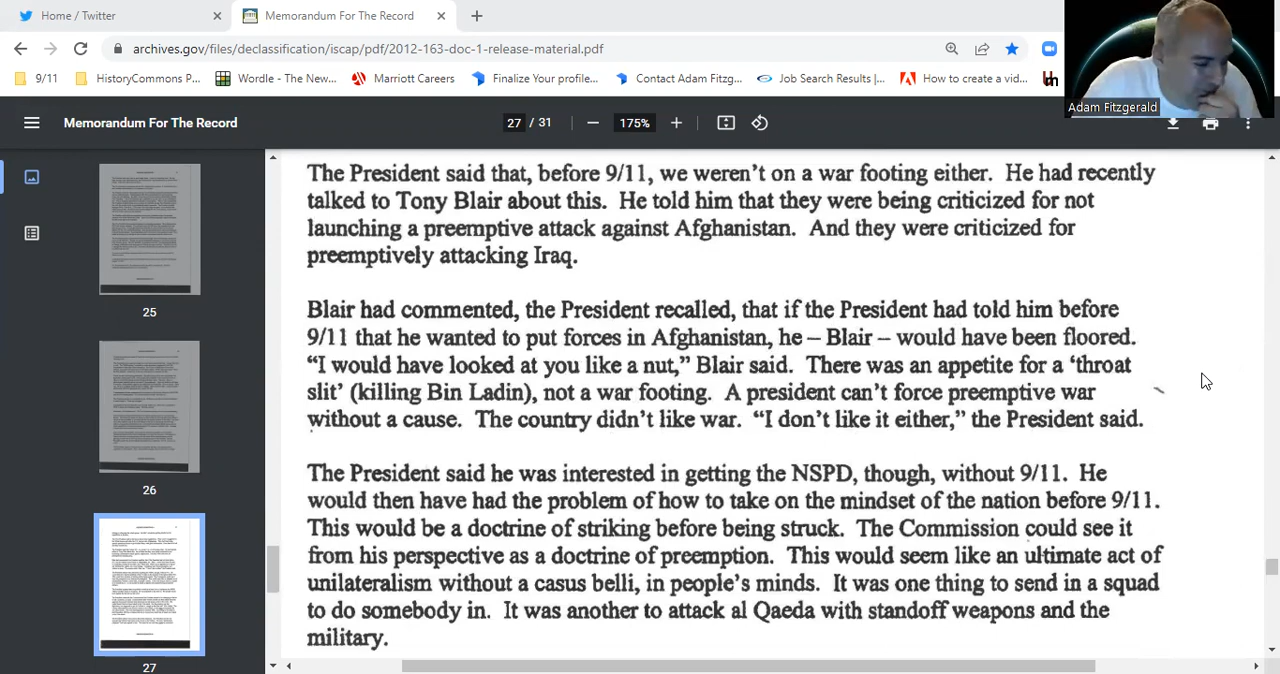 Home / Twitter
Memorandum For The Record
archives.gov/files/declassification/iscap/pdf/2012-163-doc-1-release-material.pdf
9/11
HistoryCommons P...
Wordle - The New...
Marriott Careers
Finalize Your profile...
Contact Adam Fitzg...
Job Search Results |...
How to create a vid...
Adam Fitzgerald
Memorandum For The Record
27 / 31
175%
25
26
27
The President said that, before 9/11, we weren't on a war footing either. He had recently
talked to Tony Blair about this. He told him that they were being criticized for not
launching a preemptive attack against Afghanistan. And they were criticized for
preemptively attacking Iraq.
Blair had commented, the President recalled, that if the President had told him before
9/11 that he wanted to put forces in Afghanistan, he – Blair – would have been floored.
“I would have looked at you like a nut,” Blair said. There was an appetite for a ‘throat
slit’ (killing Bin Ladin), not a war footing. A president can't force preemptive war
without a cause. The country didn't like war. “I don't like it either,” the President said.
The President said he was interested in getting the NSPD, though, without 9/11. He
would then have had the problem of how to take on the mindset of the nation before 9/11.
This would be a doctrine of striking before being struck. The Commission could see it
from his perspective as a doctrine of preemption. This would seem like an ultimate act of
unilateralism without a casus belli, in people's minds. It was one thing to send in a squad
to do somebody in. It was another to attack al Qaeda with standoff weapons and the
military.